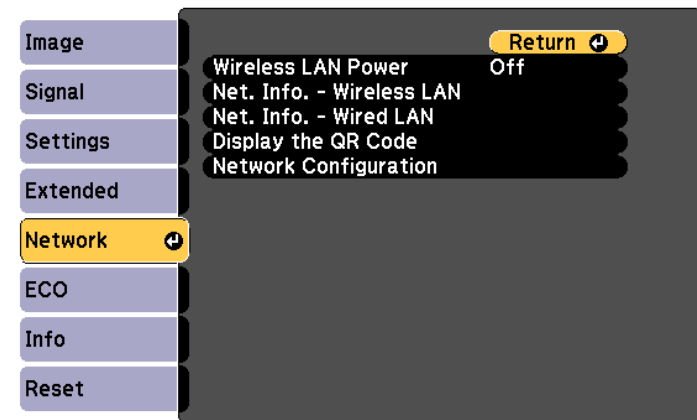 Image
Signal
Settings
Extended
Network
ECO
Info
Reset
Return
Wireless LAN Power Off
Net. Info. - Wireless LAN
Net. Info. - Wired LAN
Display the QR Code
Network Configuration